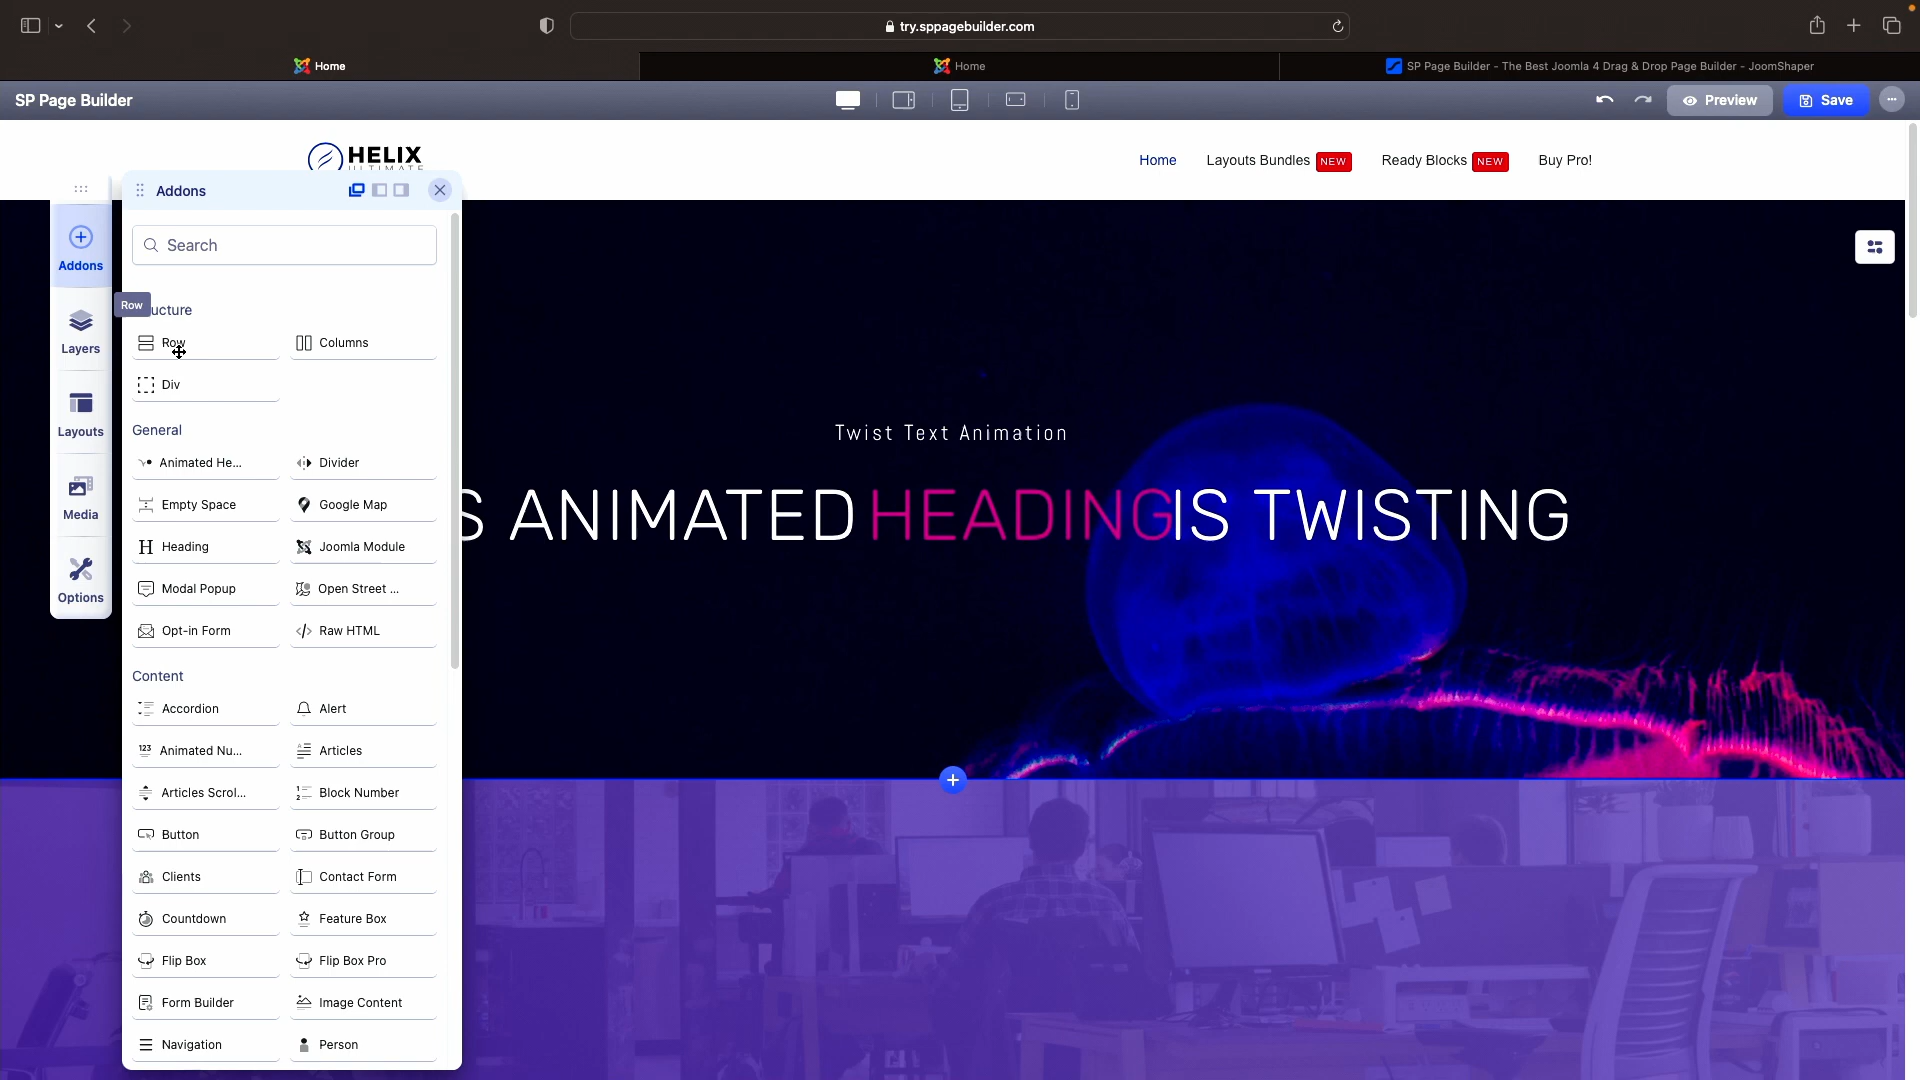 try.sppagebuilder.com
Home
Home
SP Page Builder - The Best Joomla 4 Drag & Drop Page Builder - JoomShaper
SP Page Builder
Preview
Save
HELIX
ULTIMATE
Home
Layouts Bundles NEW
Ready Blocks NEW
Buy Pro!
Addons
Layers
Layouts
Media
Options
Addons
Search
Row
ucture
Row
Columns
Div
General
Animated He...
Divider
Empty Space
Google Map
Heading
Joomla Module
Modal Popup
Open Street ...
Opt-in Form
Raw HTML
Content
Accordion
Alert
Animated Nu...
Articles
Articles Scrol...
Block Number
Button
Button Group
Clients
Contact Form
Countdown
Feature Box
Flip Box
Flip Box Pro
Form Builder
Image Content
Navigation
Person
Twist Text Animation
S ANIMATED HEADING IS TWISTING